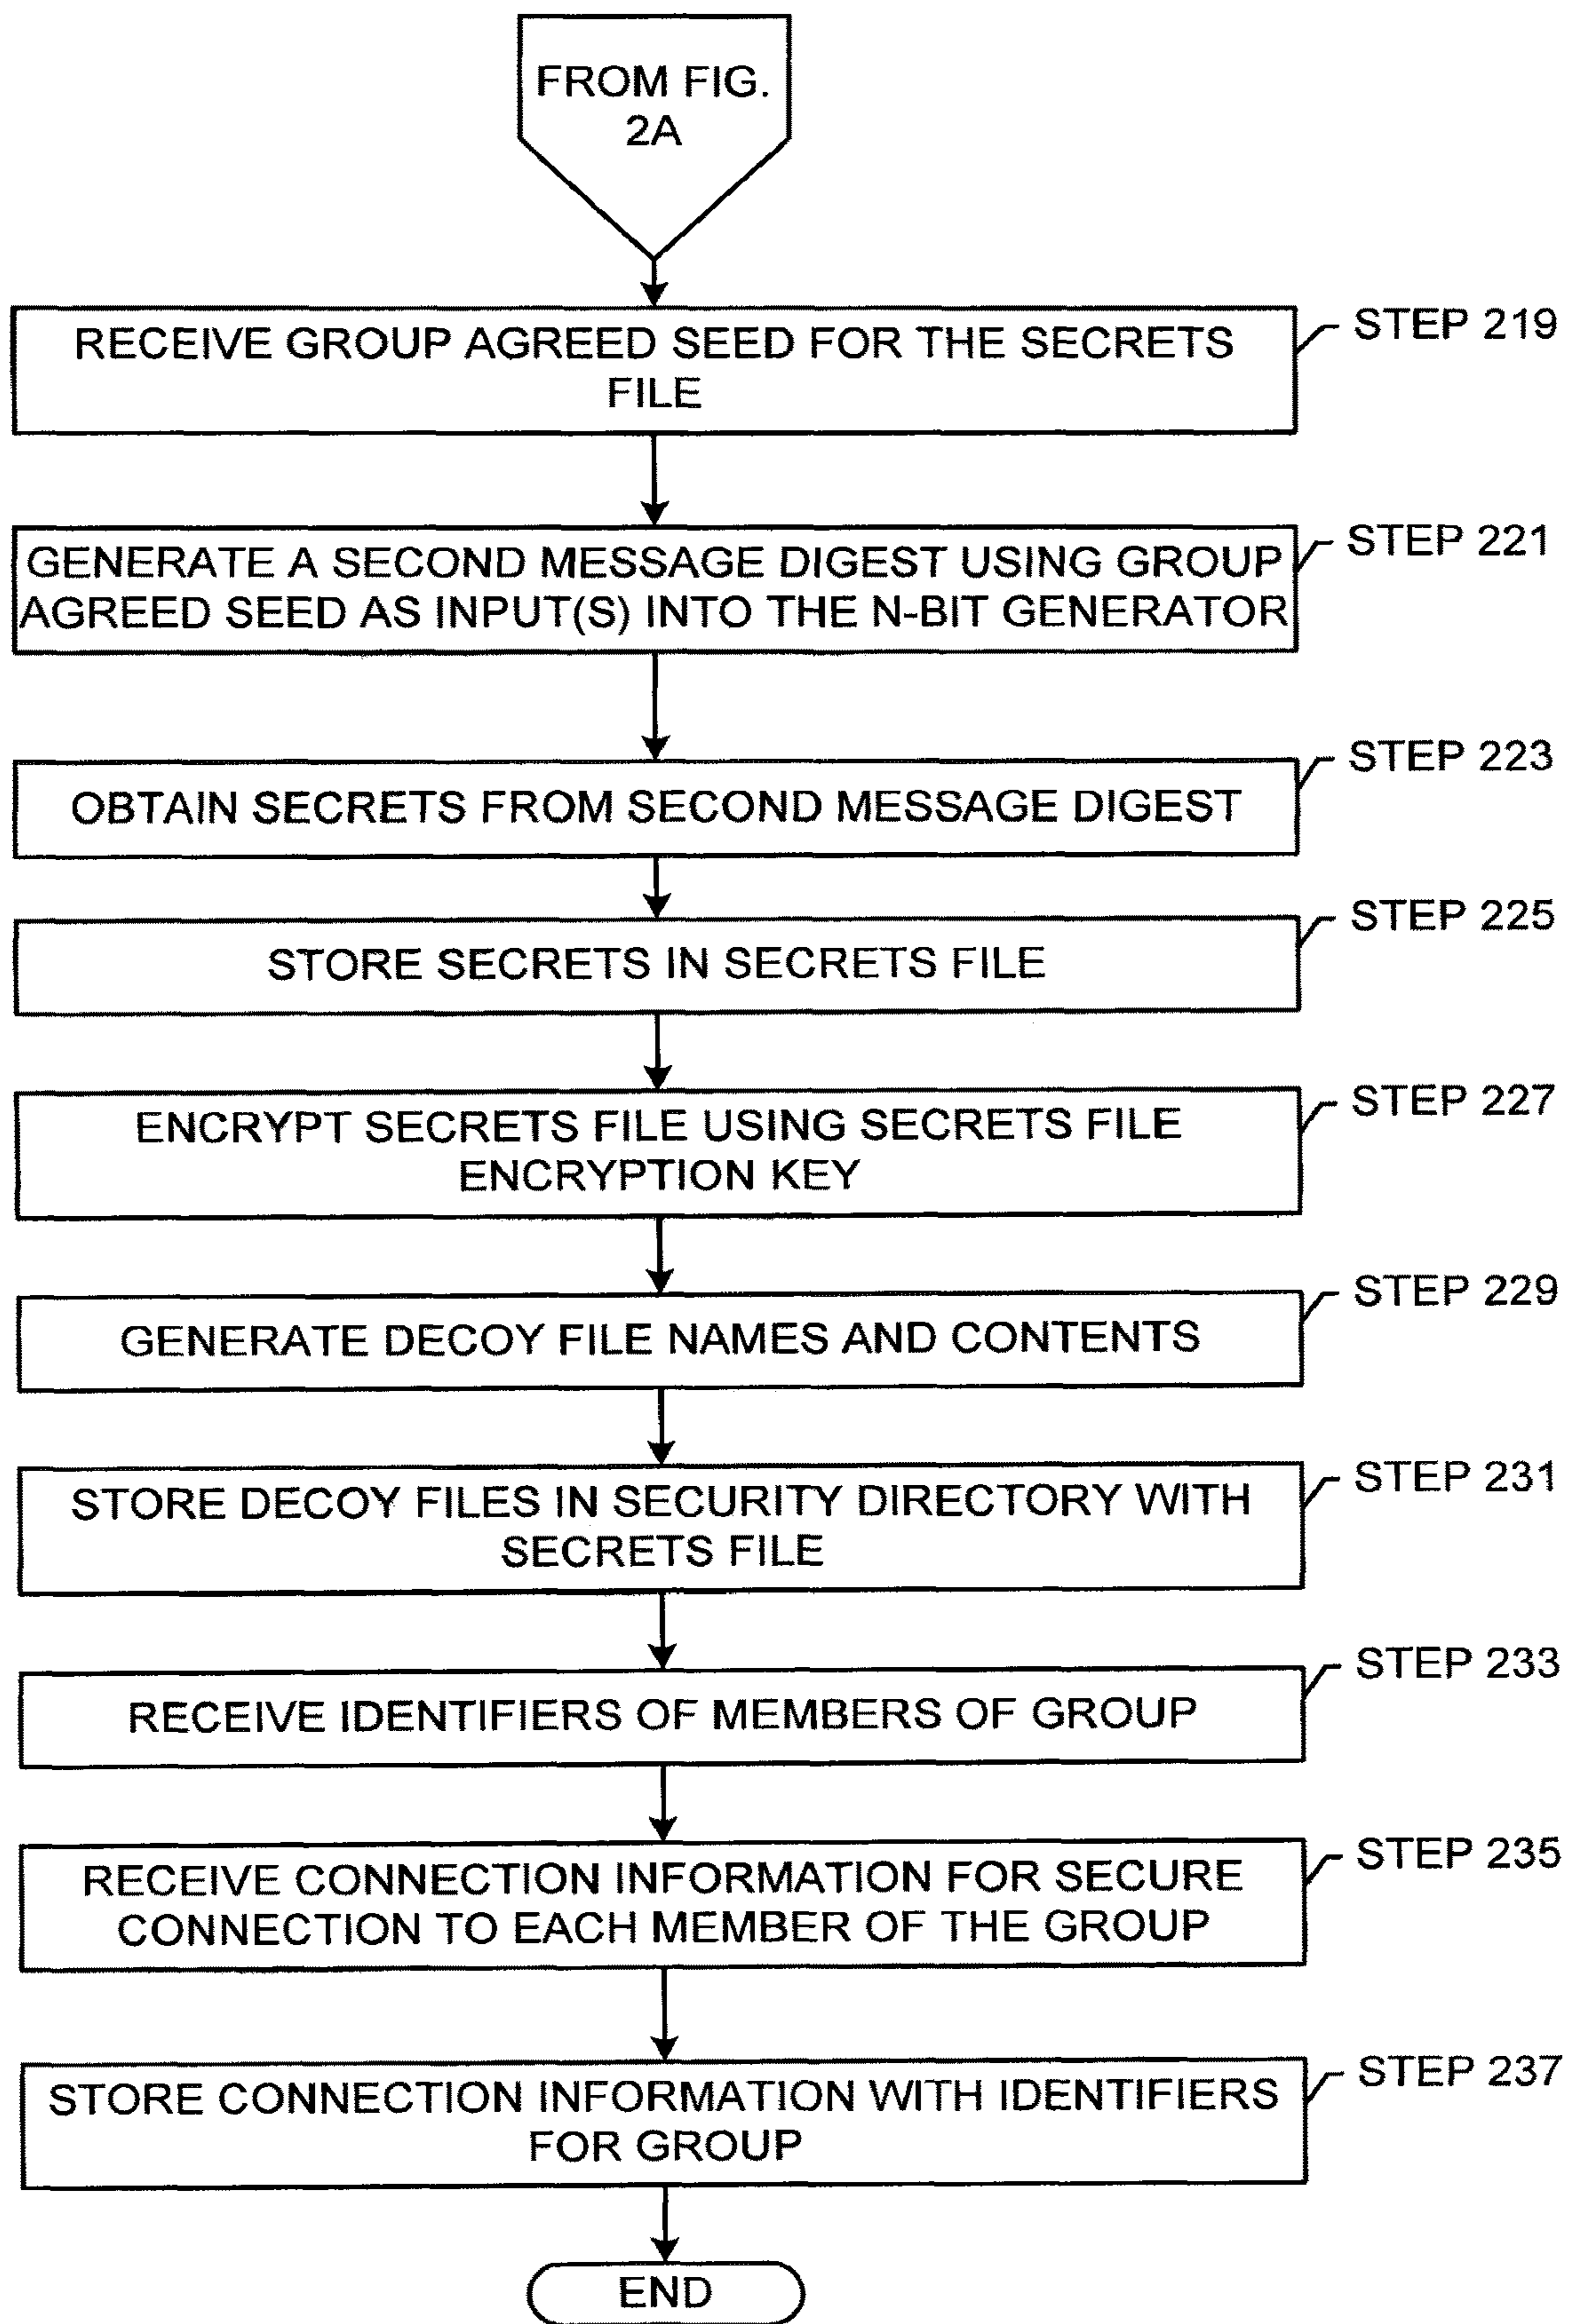 FROM FIG.
2A
RECEIVE GROUP AGREED SEED FOR THE SECRETS
FILE
STEP 219
GENERATE A SECOND MESSAGE DIGEST USING GROUP
AGREED SEED AS INPUT(S) INTO THE N-BIT GENERATOR
STEP 221
OBTAIN SECRETS FROM SECOND MESSAGE DIGEST
STEP 223
STORE SECRETS IN SECRETS FILE
STEP 225
ENCRYPT SECRETS FILE USING SECRETS FILE
ENCRYPTION KEY
STEP 227
GENERATE DECOY FILE NAMES AND CONTENTS
STEP 229
STORE DECOY FILES IN SECURITY DIRECTORY WITH
SECRETS FILE
STEP 231
RECEIVE IDENTIFIERS OF MEMBERS OF GROUP
STEP 233
RECEIVE CONNECTION INFORMATION FOR SECURE
CONNECTION TO EACH MEMBER OF THE GROUP
STEP 235
STORE CONNECTION INFORMATION WITH IDENTIFIERS
FOR GROUP
STEP 237
END